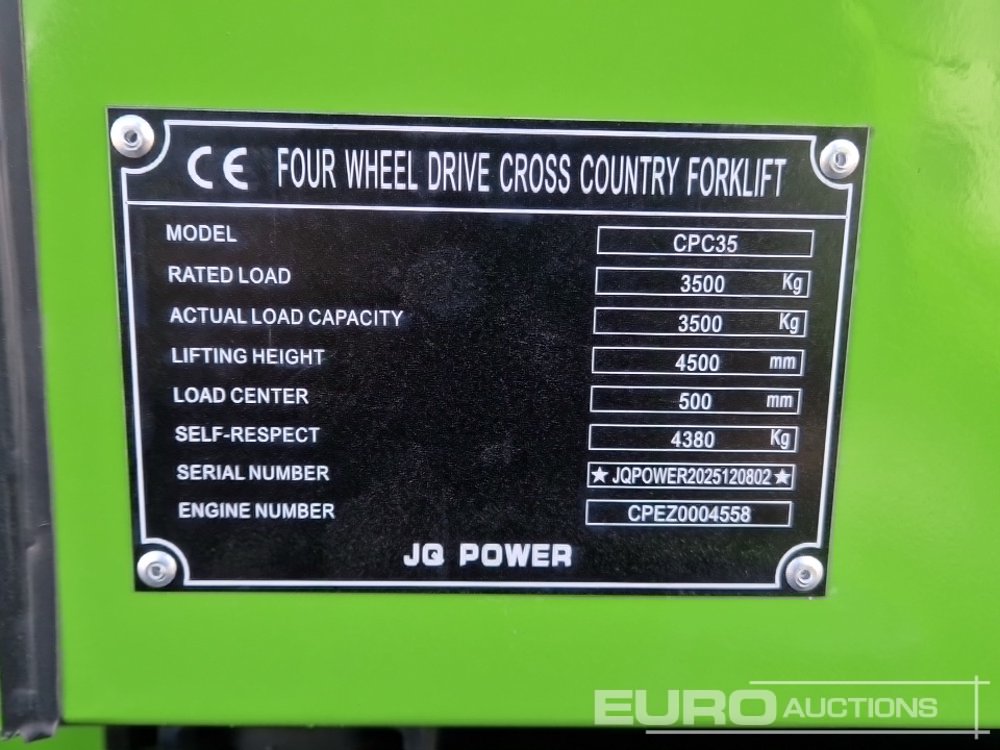 CE FOUR WHEEL DRIVE CROSS COUNTRY FORKLIFT
MODEL CPC35
RATED LOAD 3500 Kg
ACTUAL LOAD CAPACITY 3500 Kg
LIFTING HEIGHT 4500 mm
LOAD CENTER 500 mm
SELF-RESPECT 4380 Kg
SERIAL NUMBER ★JQPOWER2025120802★
ENGINE NUMBER CPEZ0004558
JQ POWER
EURO AUCTIONS